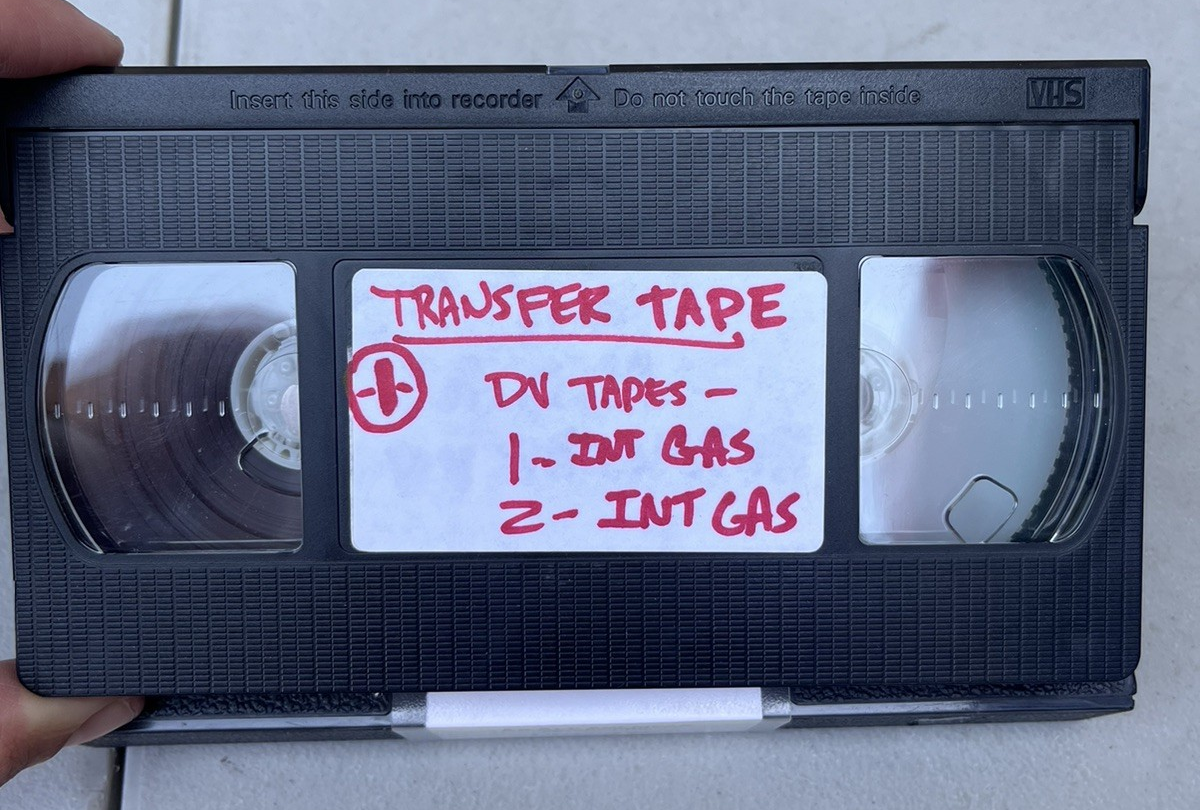 Insert this side into recorder Do not touch the tape inside VHS
TRANSFER TAPE
DV TAPES -
1 - INT GAS
2 - INT GAS